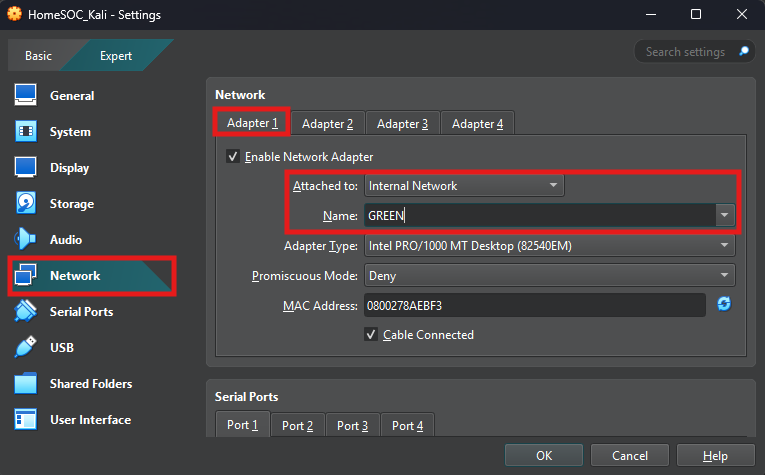 HomeSOC_Kali - Settings
Basic Expert Search settings
General
System
Display
Storage
Audio
Network
Serial Ports
USB
Shared Folders
User Interface
Network
Adapter 1 Adapter 2 Adapter 3 Adapter 4
Enable Network Adapter
Attached to: Internal Network
Name: GREEN
Adapter Type: Intel PRO/1000 MT Desktop (82540EM)
Promiscuous Mode: Deny
MAC Address: 0800278AEBF3
Cable Connected
Serial Ports
Port 1 Port 2 Port 3 Port 4
OK Cancel Help